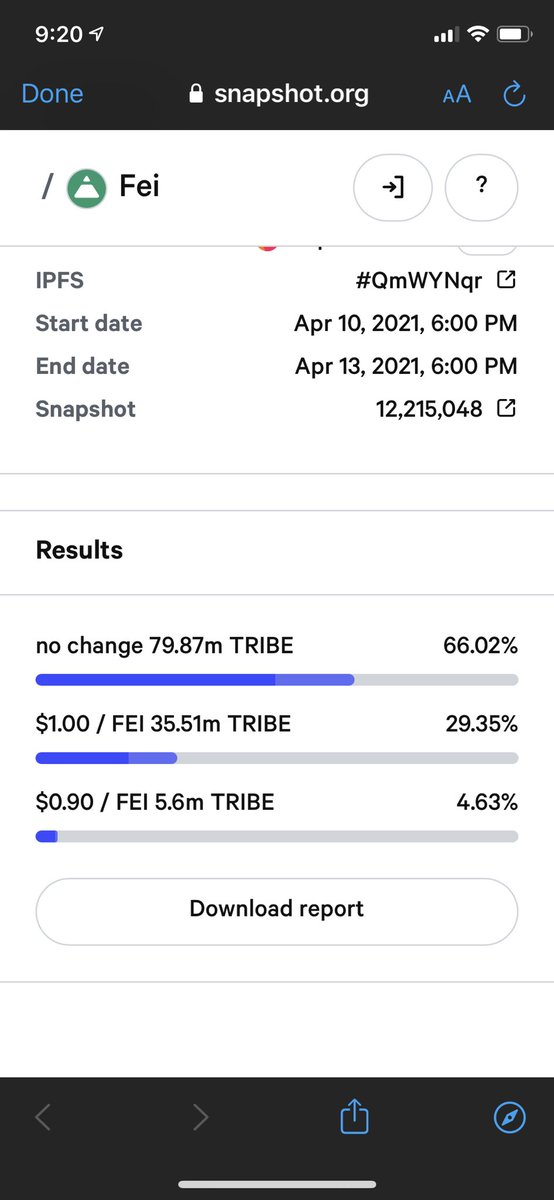 9:20
Done snapshot.org AA
/ Fei ?
IPFS #QmWYNqr
Start date Apr 10, 2021, 6:00 PM
End date Apr 13, 2021, 6:00 PM
Snapshot 12,215,048
Results
no change 79.87m TRIBE 66.02%
$1.00 / FEI 35.51m TRIBE 29.35%
$0.90 / FEI 5.6m TRIBE 4.63%
Download report